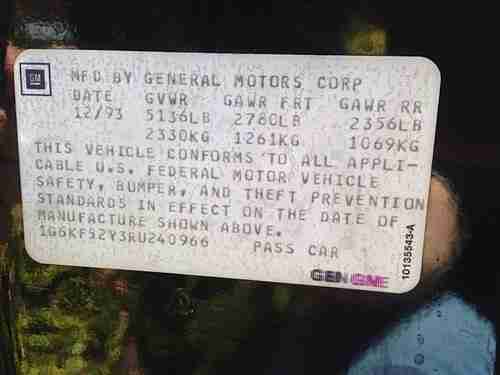 GM
MFD BY GENERAL MOTORS CORP
DATE GVWR GAWR FRT GAWR RR
12/93 5136LB 2780LB 2356LB
2330KG 1261KG 1069KG
THIS VEHICLE CONFORMS TO ALL APPLI-
CABLE U.S. FEDERAL MOTOR VEHICLE
SAFETY, BUMPER, AND THEFT PREVENTION
STANDARDS IN EFFECT ON THE DATE OF
MANUFACTURE SHOWN ABOVE.
1G6KF52Y3RU240966 PASS CAR
10135543-A